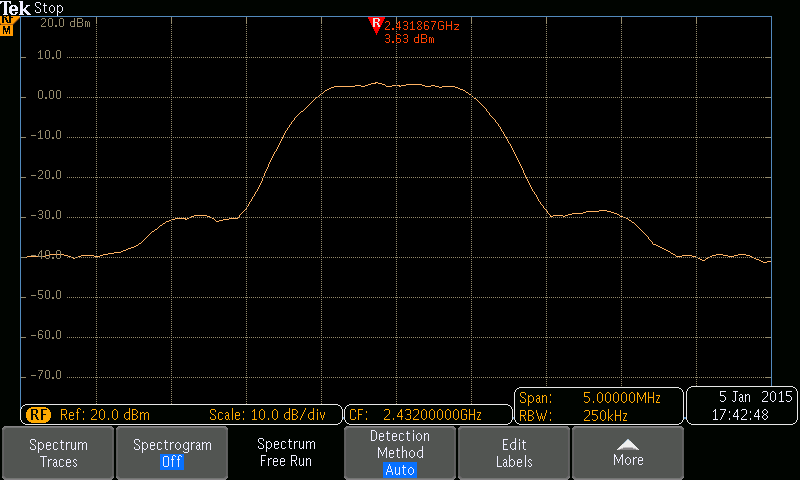 Tek Stop
RF
M
20.0 dBm
R
2.431867GHz
3.63 dBm
10.0
0.00
-10.0
-20.0
-30.0
-40.0
-50.0
-60.0
-70.0
RF Ref: 20.0 dBm Scale: 10.0 dB/div
CF: 2.43200000GHz
Span: 5.00000MHz
RBW: 250kHz
5 Jan 2015
17:42:48
Spectrum
Traces
Spectrogram
Off
Spectrum
Free Run
Detection
Method
Auto
Edit
Labels
More